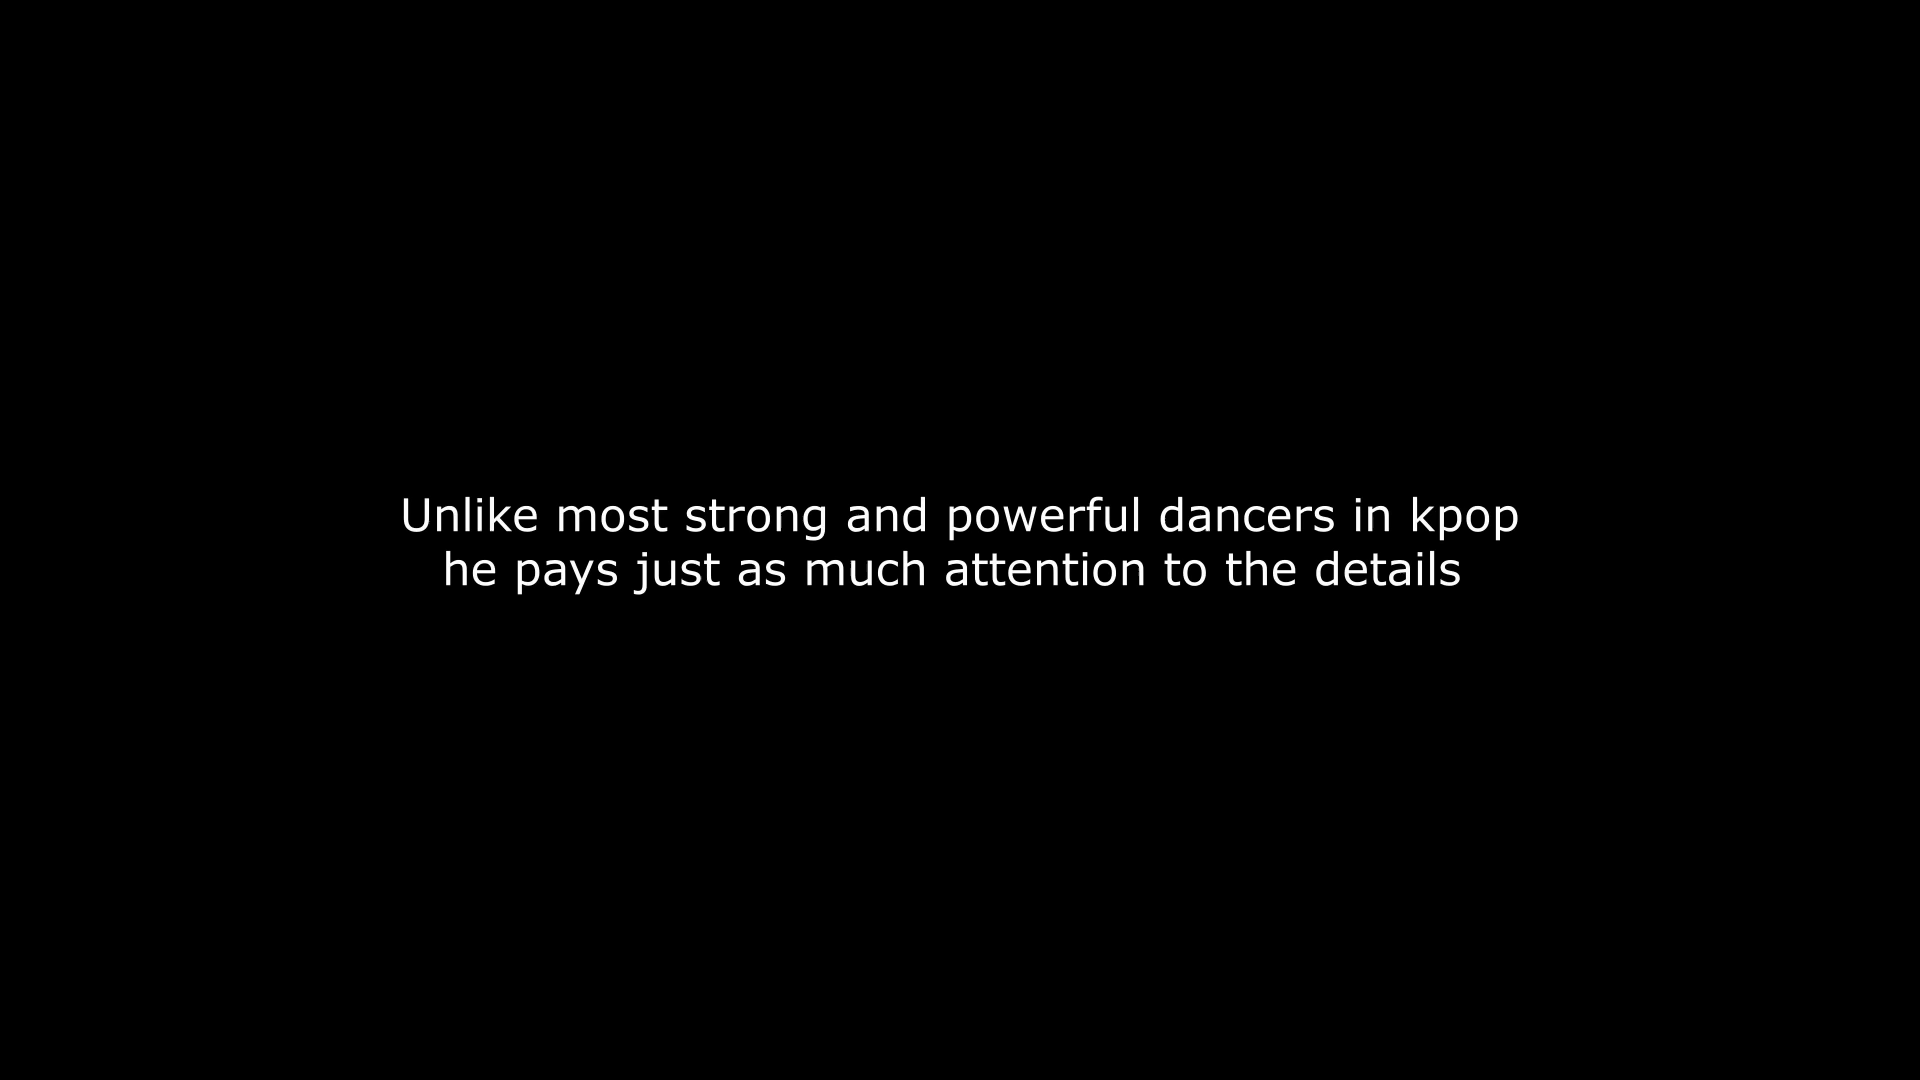 Unlike most strong and powerful dancers in kpop
he pays just as much attention to the details